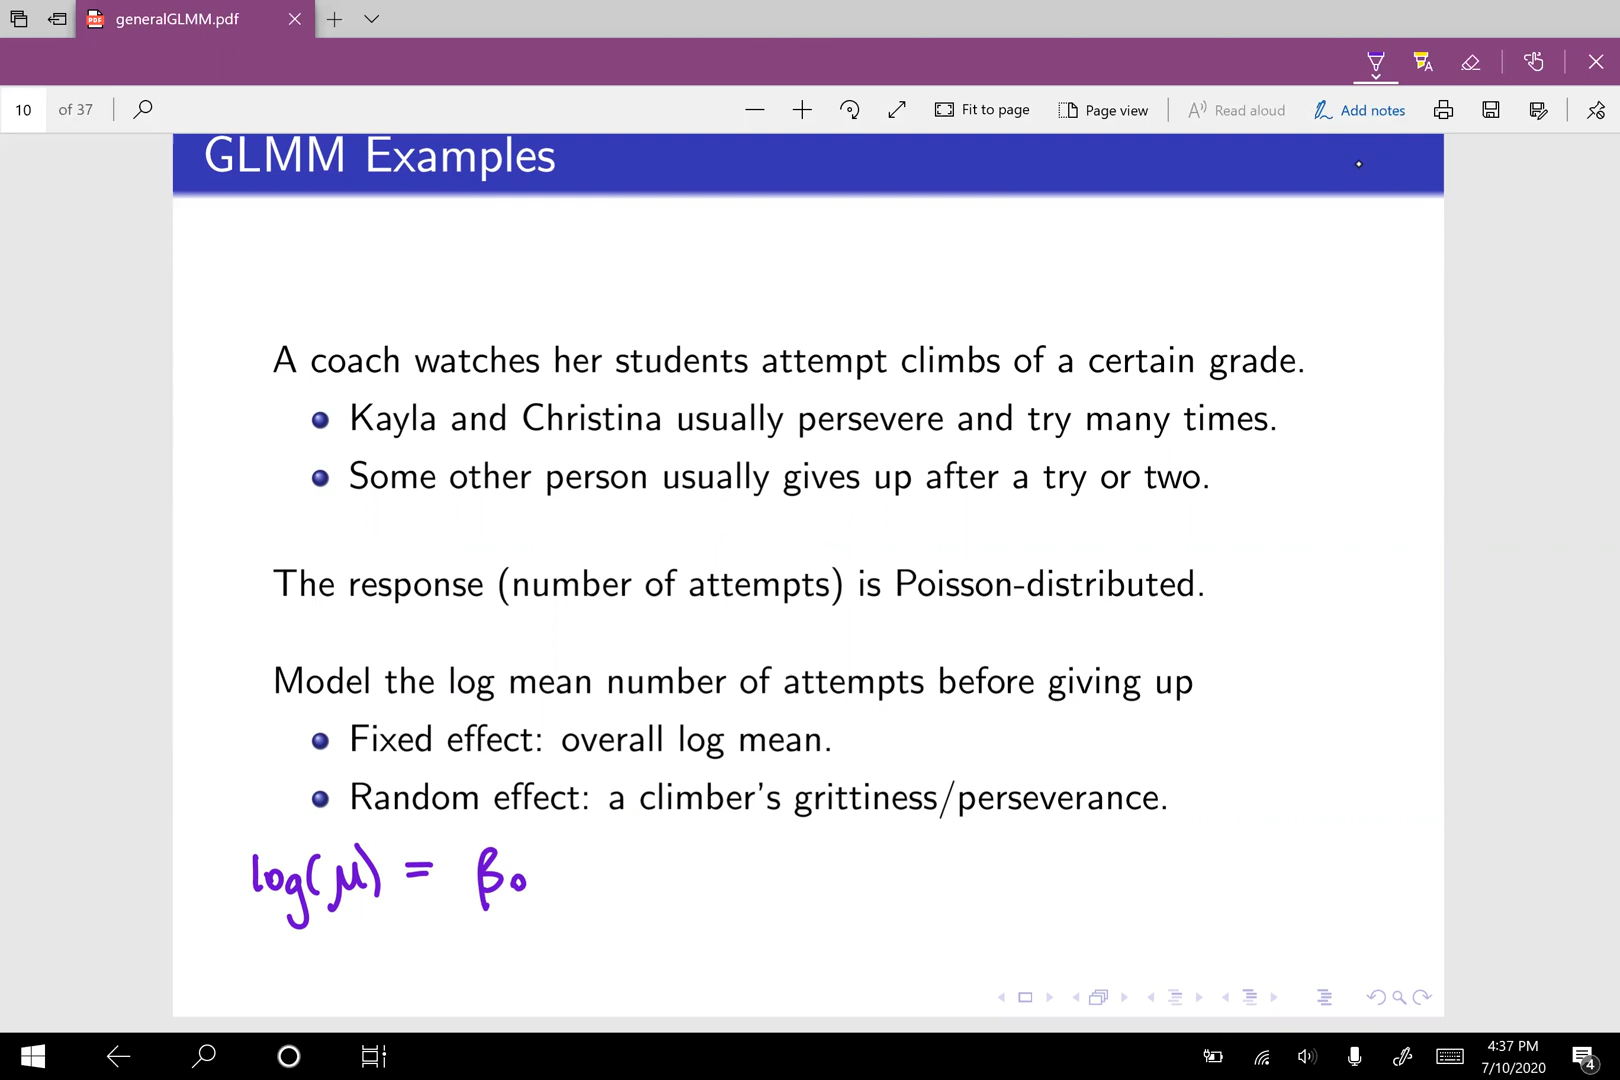 generalGLMM.pdf
10 of 37
Fit to page
Page view
Read aloud
Add notes
GLMM Examples
A coach watches her students attempt climbs of a certain grade.
Kayla and Christina usually persevere and try many times.
Some other person usually gives up after a try or two.
The response (number of attempts) is Poisson-distributed.
Model the log mean number of attempts before giving up
Fixed effect: overall log mean.
Random effect: a climber's grittiness/perseverance.
log(μ) = β₀
4:37 PM
7/10/2020
4